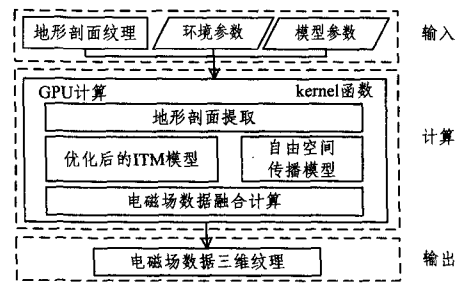 地形剖面纹理 环境参数 模型参数 输入
GPU计算 kernel函数
地形剖面提取
优化后的ITM模型 自由空间
传播模型
计算
电磁场数据融合计算
电磁场数据三维纹理 输出